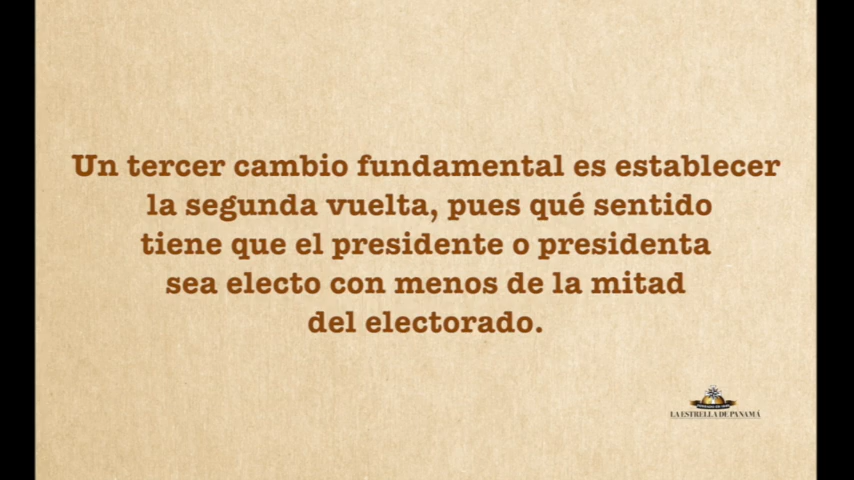 Un tercer cambio fundamental es establecer
la segunda vuelta, pues qué sentido
tiene que el presidente o presidenta
sea electo con menos de la mitad
del electorado.
LA ESTRELLA DE PANAMÁ